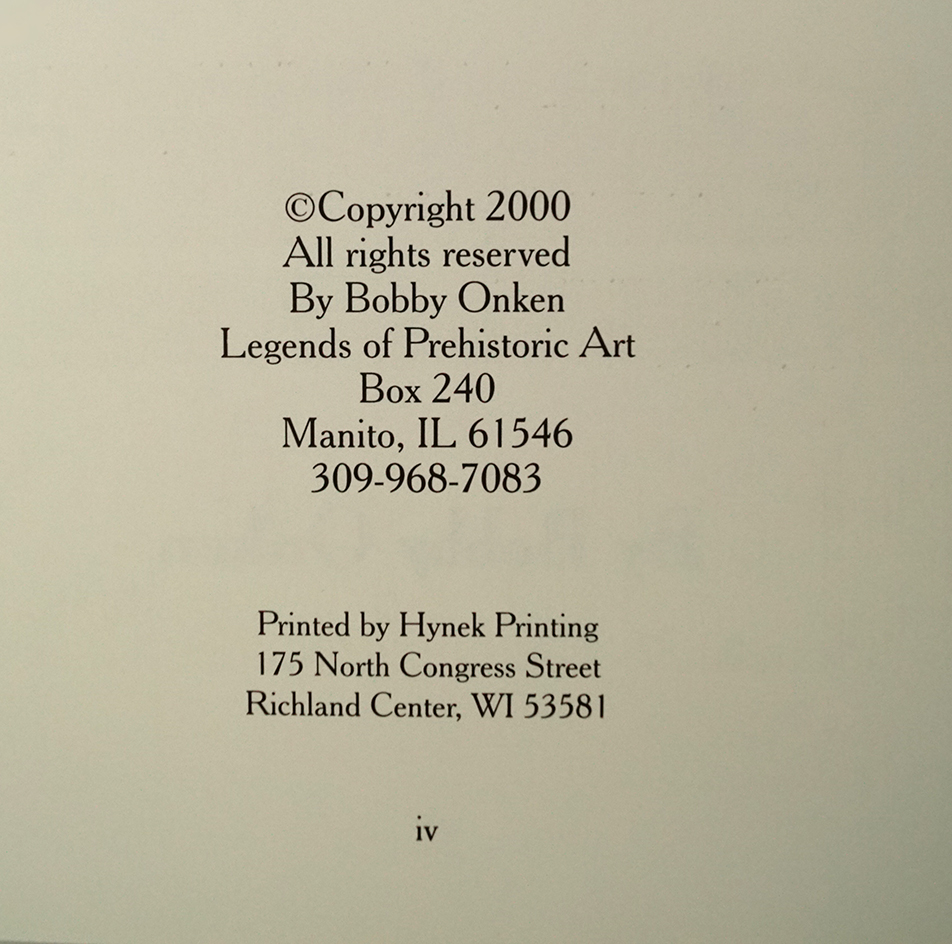 ©Copyright 2000
All rights reserved
By Bobby Onken
Legends of Prehistoric Art
Box 240
Manito, IL 61546
309-968-7083
Printed by Hynek Printing
175 North Congress Street
Richland Center, WI 53581
iv